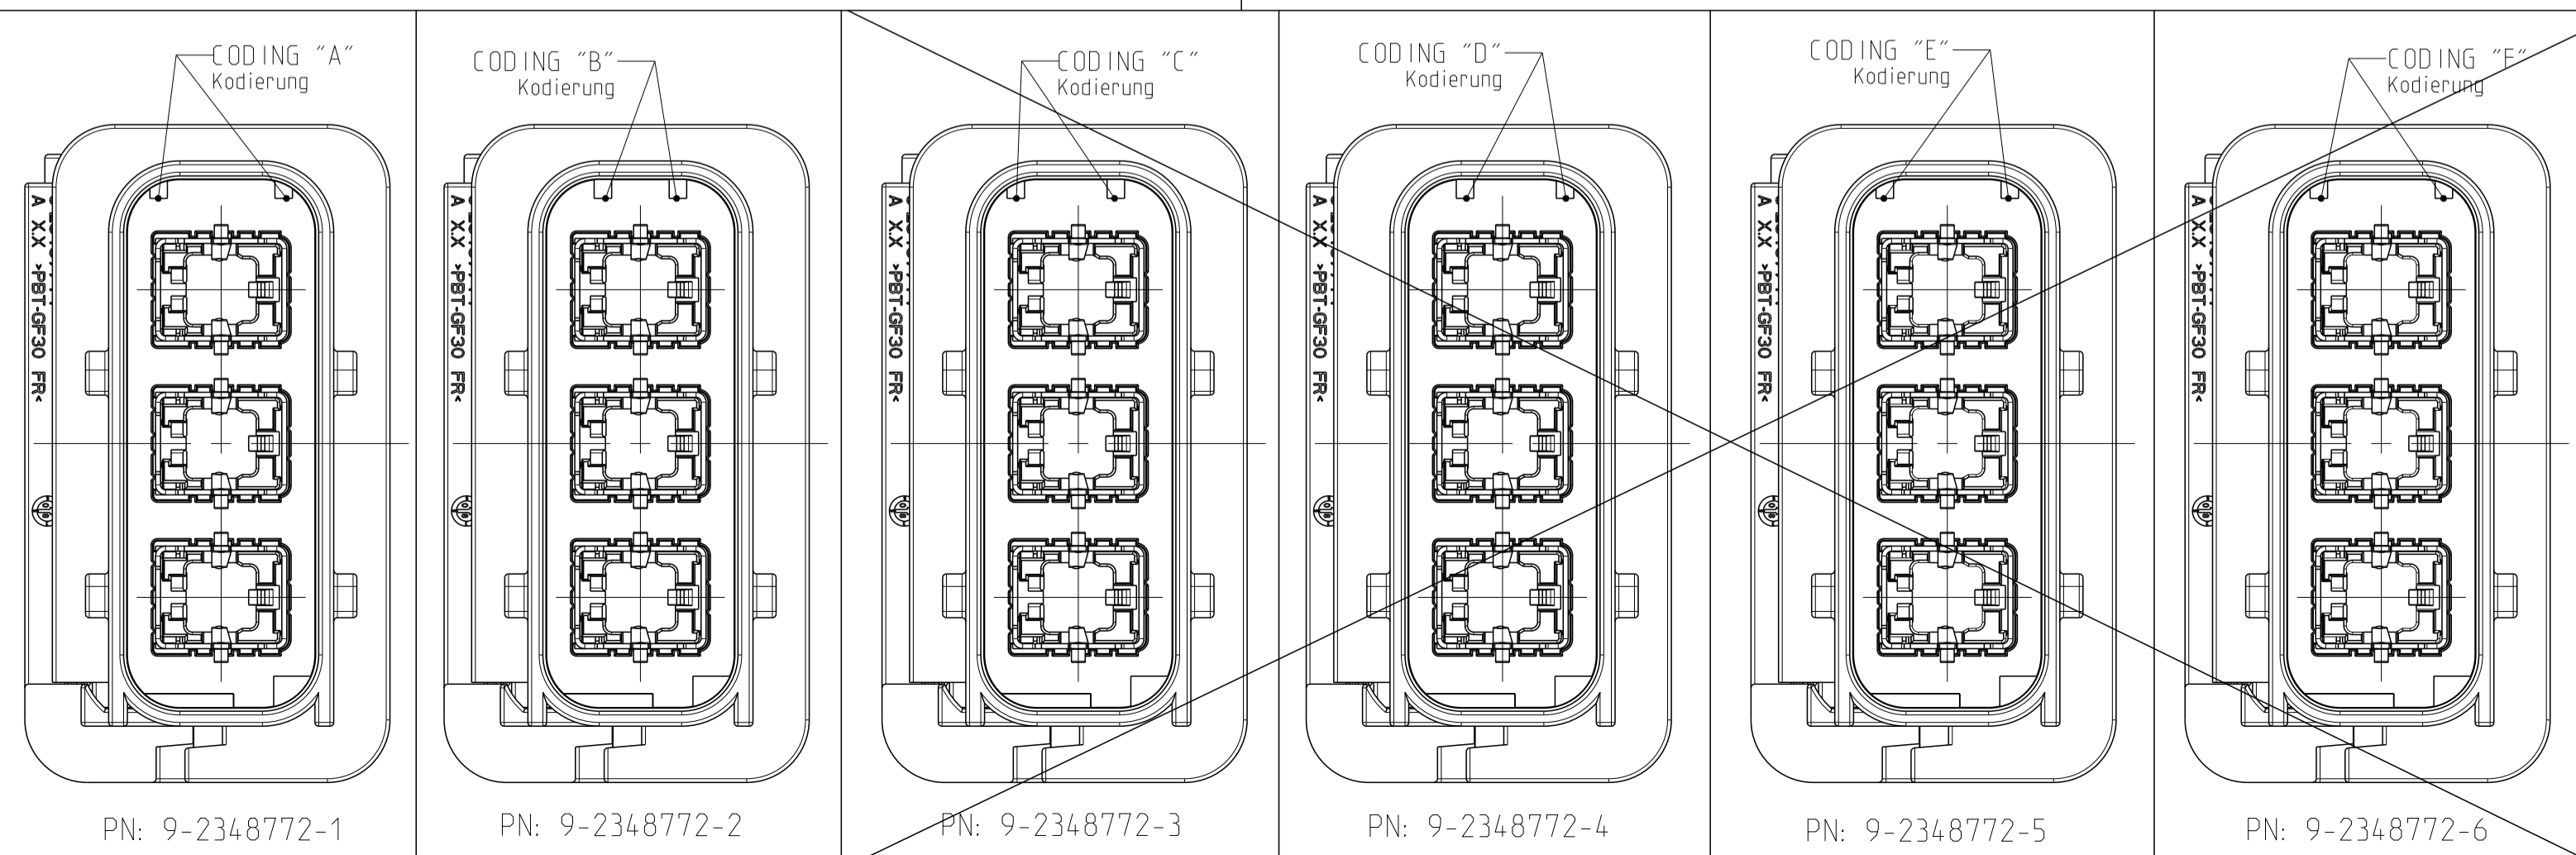 CODING "A"
Kodierung
A X.X >PBT-GF30 FR<
PN: 9-2348772-1
CODING "B"
Kodierung
A X.X >PBT-GF30 FR<
PN: 9-2348772-2
CODING "C"
Kodierung
A X.X >PBT-GF30 FR<
PN: 9-2348772-3
CODING "D"
Kodierung
A X.X >PBT-GF30 FR<
PN: 9-2348772-4
CODING "E"
Kodierung
A X.X >PBT-GF30 FR<
PN: 9-2348772-5
CODING "F"
Kodierung
A X.X >PBT-GF30 FR<
PN: 9-2348772-6